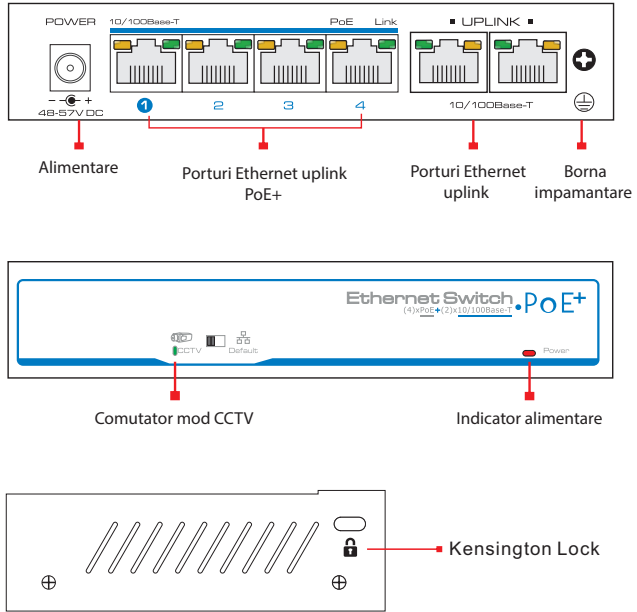 POWER 10/100Base-T PoE Link ■ UPLINK ■
1 2 3 4 10/100Base-T
- +
48-57V DC
Alimentare
Porturi Ethernet uplink
PoE+
Porturi Ethernet
uplink
Borna
impamantare
Ethernet Switch
(4)xPoE+(2)x10/100Base-T
•PoE+
CCTV Default
Power
Comutator mod CCTV
Indicator alimentare
Kensington Lock